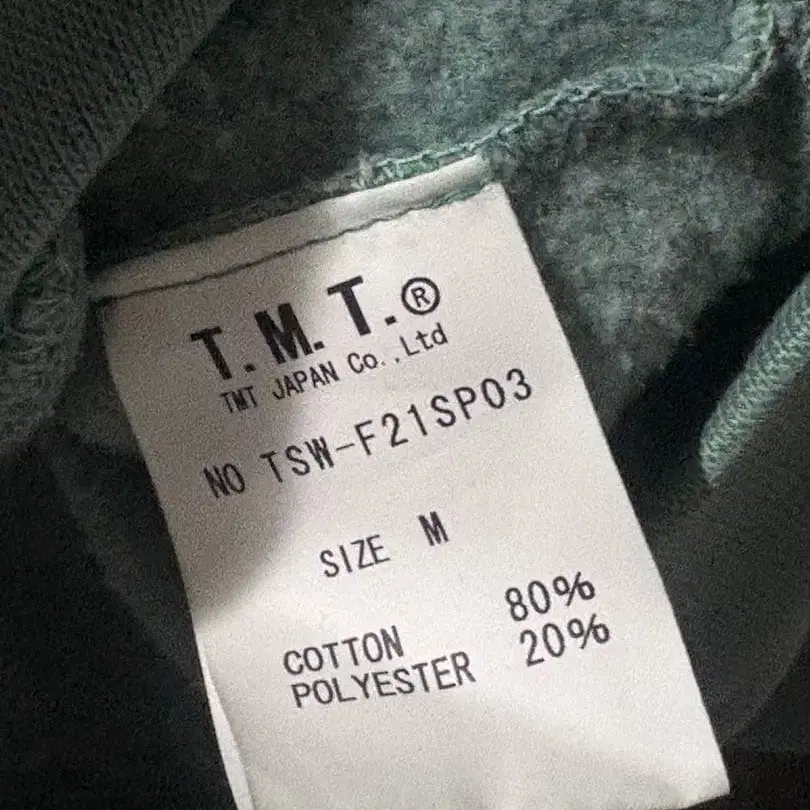 T.M.T.®
TMT JAPAN Co.,Ltd
NO TSW-F21SP03
SIZE M
COTTON 80%
POLYESTER 20%